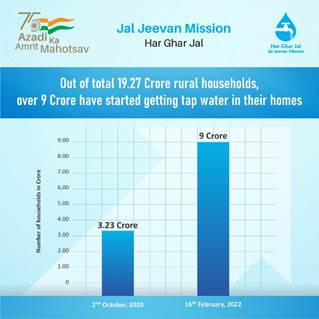 75
Azadi Ka
Amrit Mahotsav
Jal Jeevan Mission
Har Ghar Jal
Har Ghar Jal
Jal Jeevan Mission
Out of total 19.27 Crore rural households,
over 9 Crore have started getting tap water in their homes
Number of households in Crore
9.00
8.00
7.00
6.00
5.00
4.00
3.00
2.00
1.00
0
3.23 Crore
9 Crore
2nd October, 2020
16th February, 2022